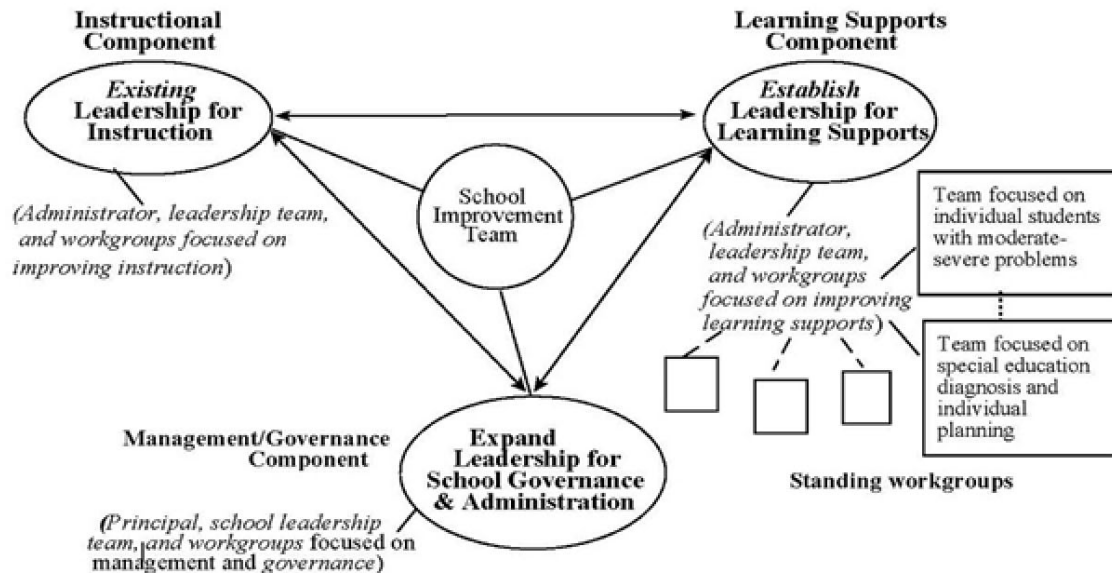 Instructional
Component
Existing
Leadership for
Instruction
(Administrator, leadership team,
and workgroups focused on
improving instruction)
Learning Supports
Component
Establish
Leadership for
Learning Supports
School
Improvement
Team
(Administrator,
leadership team,
and workgroups
focused on improving
learning supports)
Team focused on
individual students
with moderate-
severe problems
Team focused on
special education
diagnosis and
individual
planning
Standing workgroups
Management/Governance
Component
Expand
Leadership for
School Governance
& Administration
(Principal, school leadership
team, and workgroups focused on
management and governance)